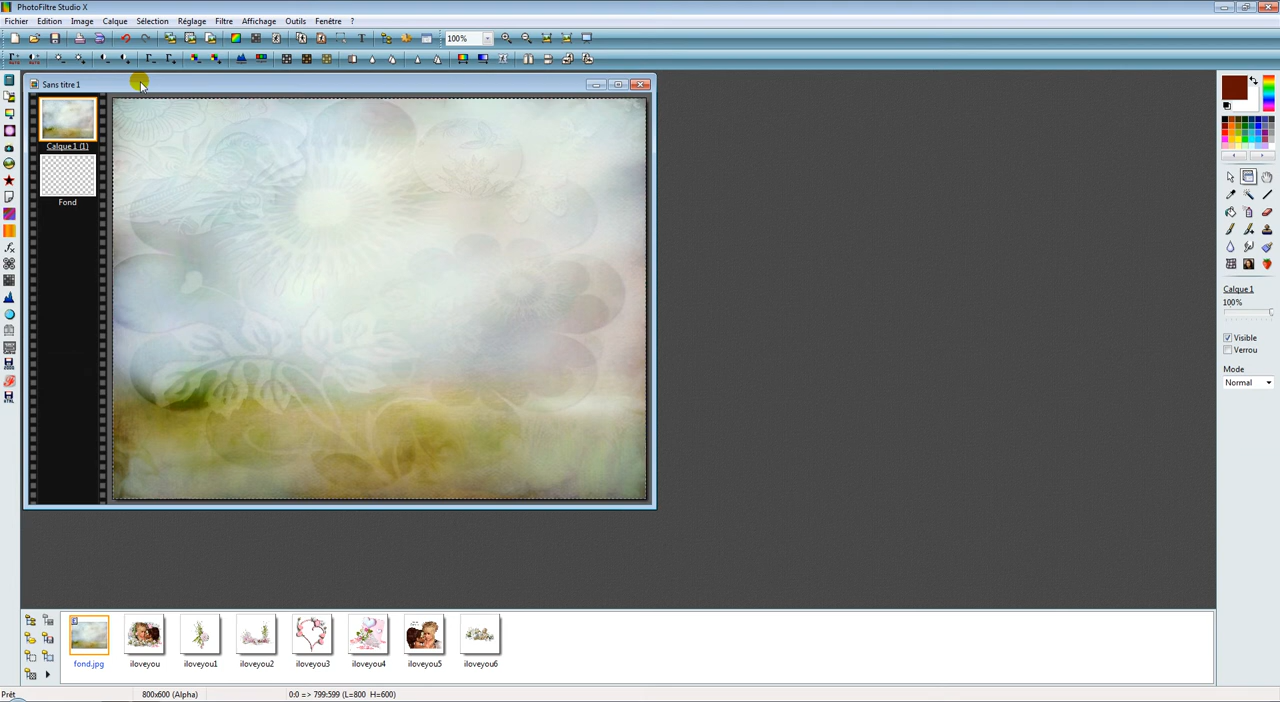 PhotoFiltre Studio X
Fichier Edition Image Calque Sélection Réglage Filtre Affichage Outils Fenêtre ?
100%
Sans titre 1
Calque 1 (1)
Fond
Calque 1
100%
Visible
Verrou
Mode
Normal
fond.jpg iloveyou iloveyou1 iloveyou2 iloveyou3 iloveyou4 iloveyou5 iloveyou6
Prêt 800x600 (Alpha) 0:0 => 799:599 (L=800 H=600)